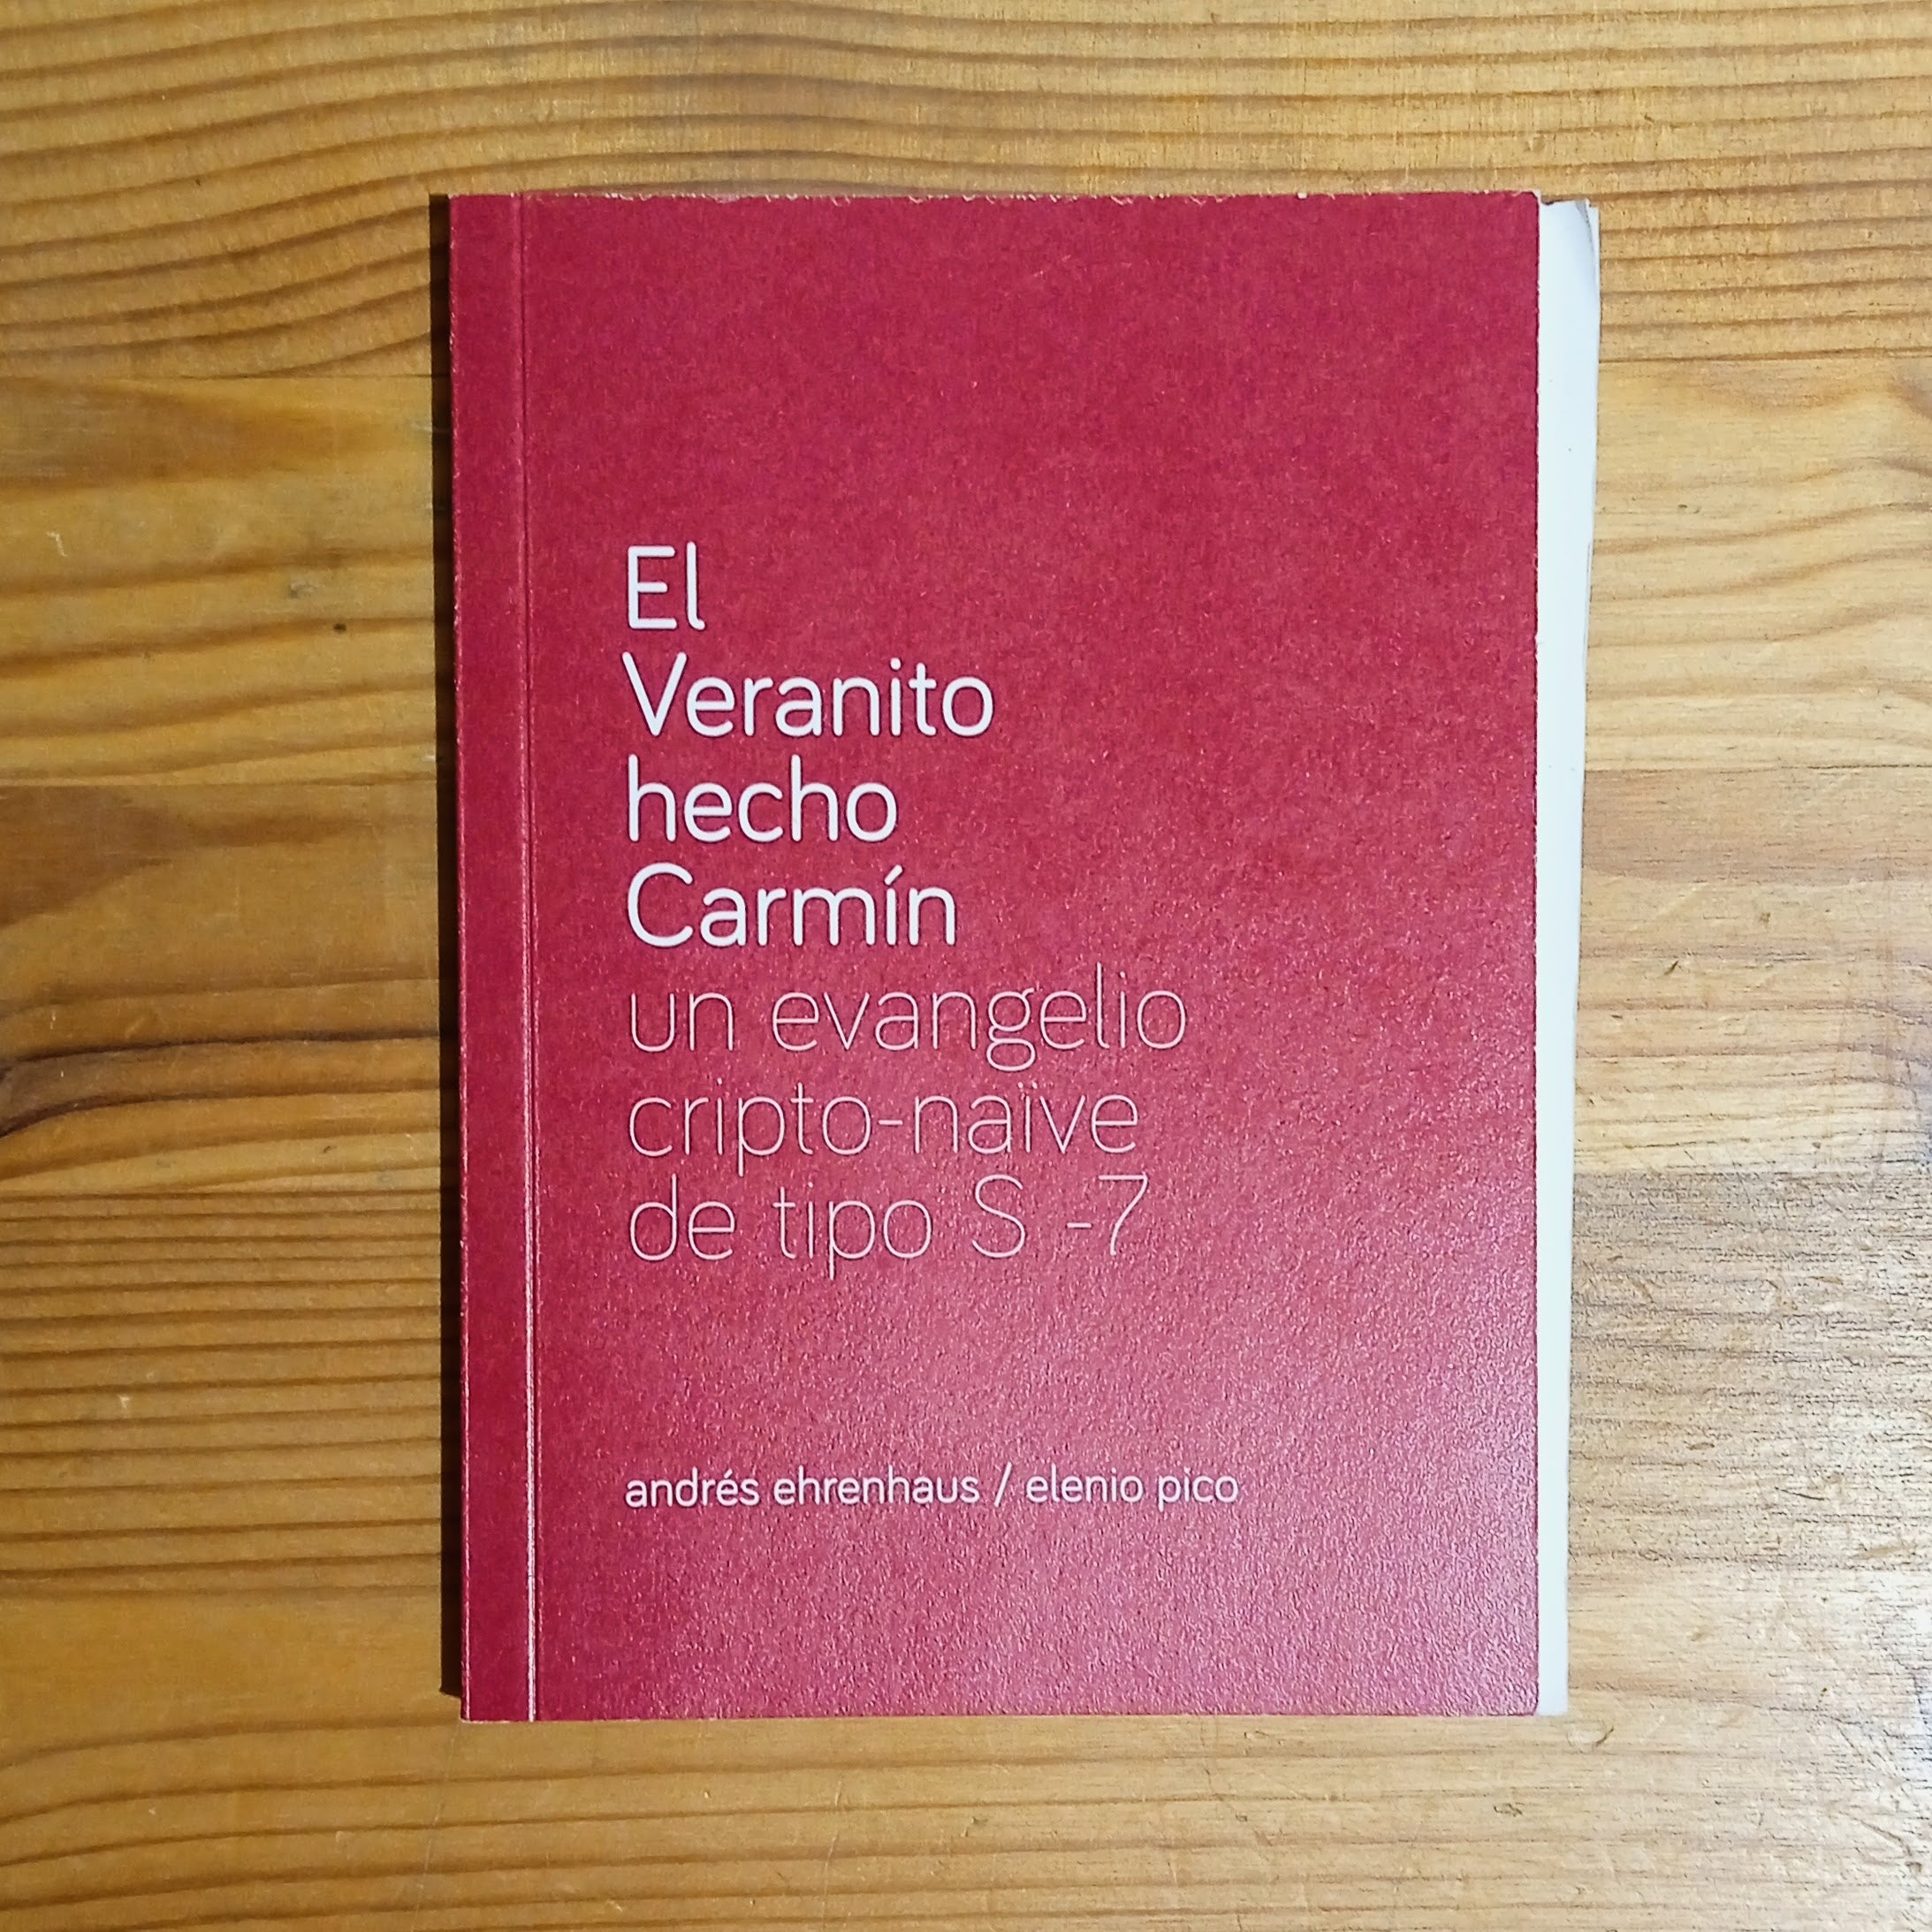 El
Veranito
hecho
Carmín
un evangelio
cripto-naïve
de tipo S -7
andrés ehrenhaus / elenio pico